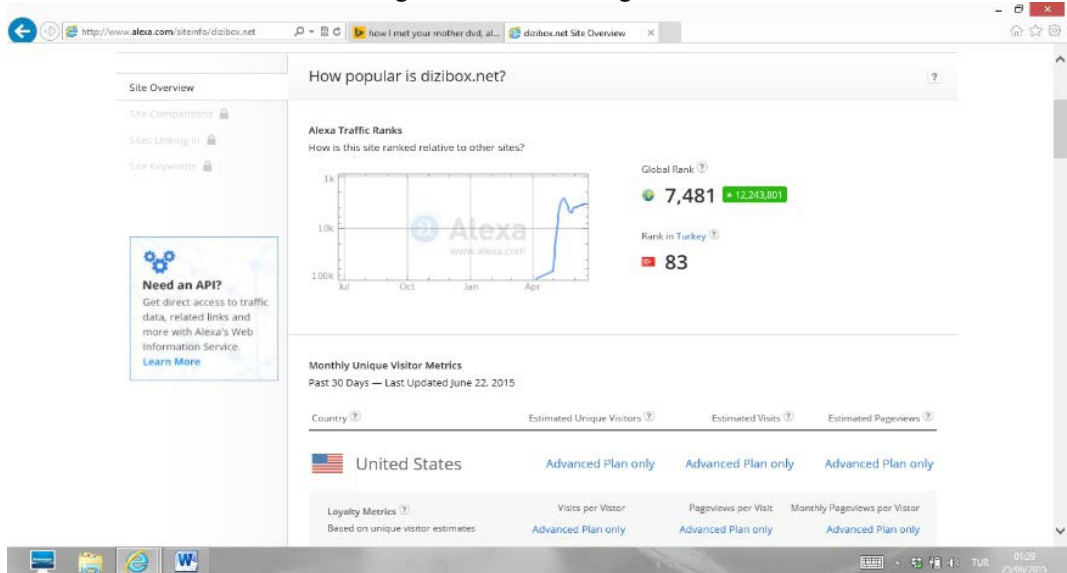 http://www.alexa.com/siteinfo/dizibox.net
how I met your mother dvd, al...
dizibox.net Site Overview
Site Overview
Site Comparisons
Sites Linking In
Site Keywords
Need an API?
Get direct access to traffic
data, related links and
more with Alexa's Web
Information Service.
Learn More
How popular is dizibox.net?
?
Alexa Traffic Ranks
How is this site ranked relative to other sites?
1k
10k
100k
Jul Oct Jan Apr
a Alexa
www.alexa.com
Global Rank ?
7,481 12,243,801
Rank in Turkey ?
83
Monthly Unique Visitor Metrics
Past 30 Days — Last Updated June 22, 2015
Country ? Estimated Unique Visitors ? Estimated Visits ? Estimated Pageviews ?
United States Advanced Plan only Advanced Plan only Advanced Plan only
Loyalty Metrics ? Visits per Vistor Pageviews per Visit Monthly Pageviews per Vistor
Based on unique visitor estimates Advanced Plan only Advanced Plan only Advanced Plan only
W
TUR
01:29
25/06/2015